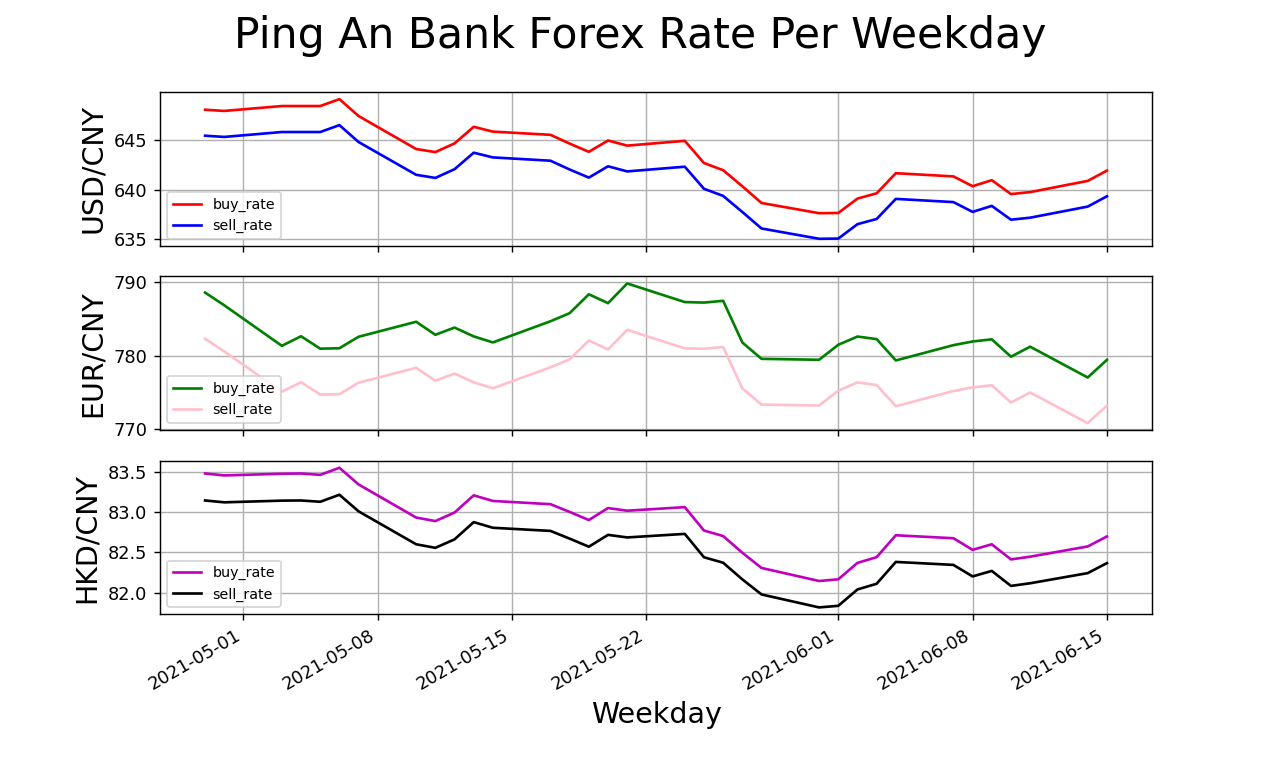 Ping An Bank Forex Rate Per Weekday
USD/CNY
645
640
635
buy_rate
sell_rate
EUR/CNY
790
780
770
buy_rate
sell_rate
HKD/CNY
83.5
83.0
82.5
82.0
buy_rate
sell_rate
2021-05-01
2021-05-08
2021-05-15
2021-05-22
2021-06-01
2021-06-08
2021-06-15
Weekday